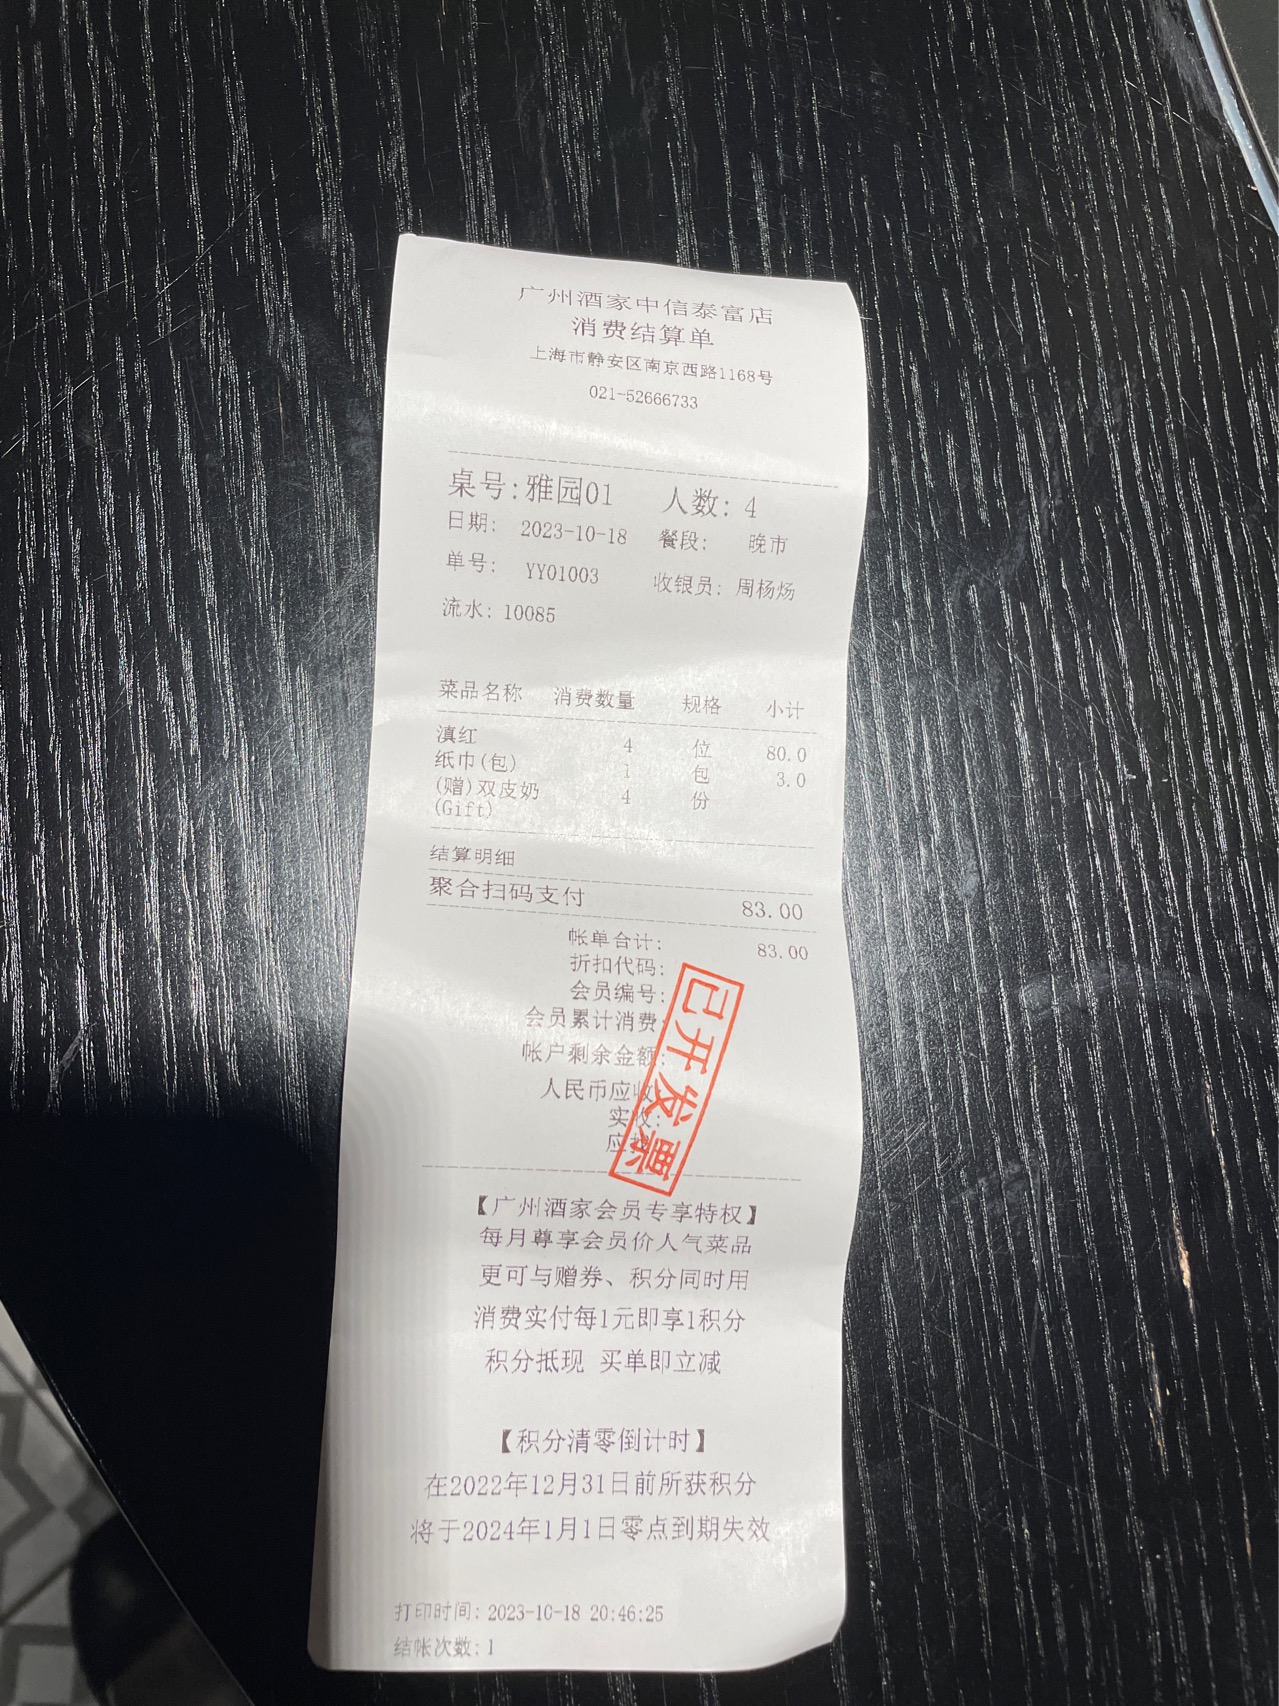 广州酒家中信泰富店
消费结算单
上海市静安区南京西路1168号
021-52666733
桌号:雅园01 人数: 4
日期: 2023-10-18 餐段: 晚市
单号: YY01003 收银员: 周杨炀
流水: 10085
菜品名称 消费数量 规格 小计
滇红 4 位 80.0
纸巾(包) 1 包 3.0
(赠)双皮奶 4 份
(Gift)
结算明细
聚合扫码支付 83.00
帐单合计: 83.00
折扣代码:
会员编号:
会员累计消费:
帐户剩余金额:
人民币应收:
实收:
应
已开发票
【广州酒家会员专享特权】
每月尊享会员价人气菜品
更可与赠券、积分同时用
消费实付每1元即享1积分
积分抵现 买单即立减
【积分清零倒计时】
在2022年12月31日前所获积分
将于2024年1月1日零点到期失效
打印时间: 2023-10-18 20:46:25
结帐次数: 1